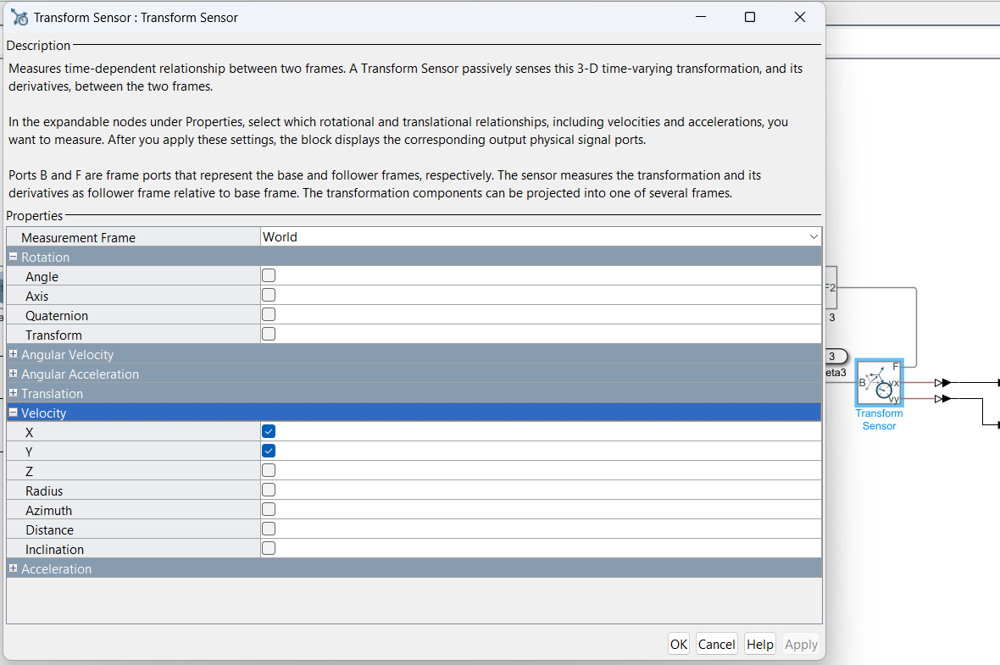 Transform Sensor : Transform Sensor
Description
Measures time-dependent relationship between two frames. A Transform Sensor passively senses this 3-D time-varying transformation, and its
derivatives, between the two frames.
In the expandable nodes under Properties, select which rotational and translational relationships, including velocities and accelerations, you
want to measure. After you apply these settings, the block displays the corresponding output physical signal ports.
Ports B and F are frame ports that represent the base and follower frames, respectively. The sensor measures the transformation and its
derivatives as follower frame relative to base frame. The transformation components can be projected into one of several frames.
Properties
Measurement Frame World
Rotation
Angle
Axis
Quaternion
Transform
Angular Velocity
Angular Acceleration
Translation
Velocity
X
Y
Z
Radius
Azimuth
Distance
Inclination
Acceleration
OK Cancel Help Apply
F2
3
3
eta3
F
B
vx
vy
Transform
Sensor